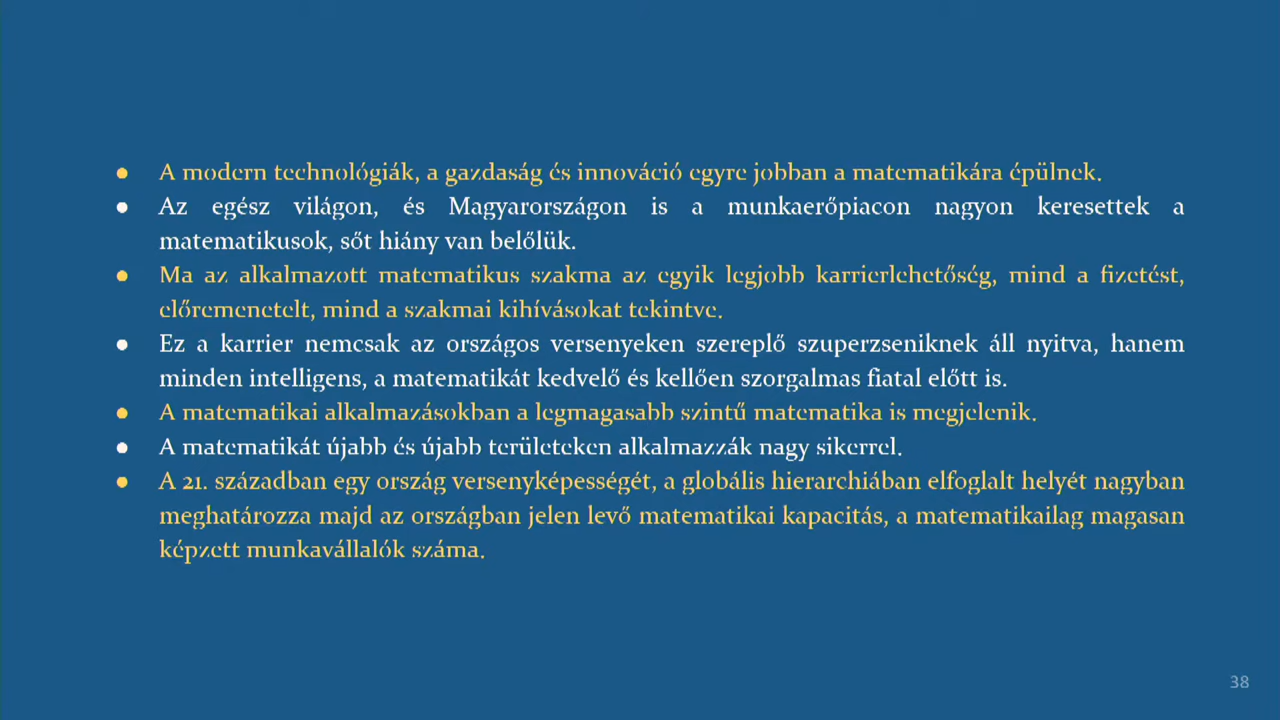 ● A modern technológiák, a gazdaság és innováció egyre jobban a matematikára épülnek.
● Az egész világon, és Magyarországon is a munkaerőpiacon nagyon keresettek a
matematikusok, sőt hiány van belőlük.
● Ma az alkalmazott matematikus szakma az egyik legjobb karrierlehetőség, mind a fizetést,
előremenetelt, mind a szakmai kihívásokat tekintve.
● Ez a karrier nemcsak az országos versenyeken szereplő szuperzseniknek áll nyitva, hanem
minden intelligens, a matematikát kedvelő és kellően szorgalmas fiatal előtt is.
● A matematikai alkalmazásokban a legmagasabb szintű matematika is megjelenik.
● A matematikát újabb és újabb területeken alkalmazzák nagy sikerrel.
● A 21. században egy ország versenyképességét, a globális hierarchiában elfoglalt helyét nagyban
meghatározza majd az országban jelen levő matematikai kapacitás, a matematikailag magasan
képzett munkavállalók száma.
38